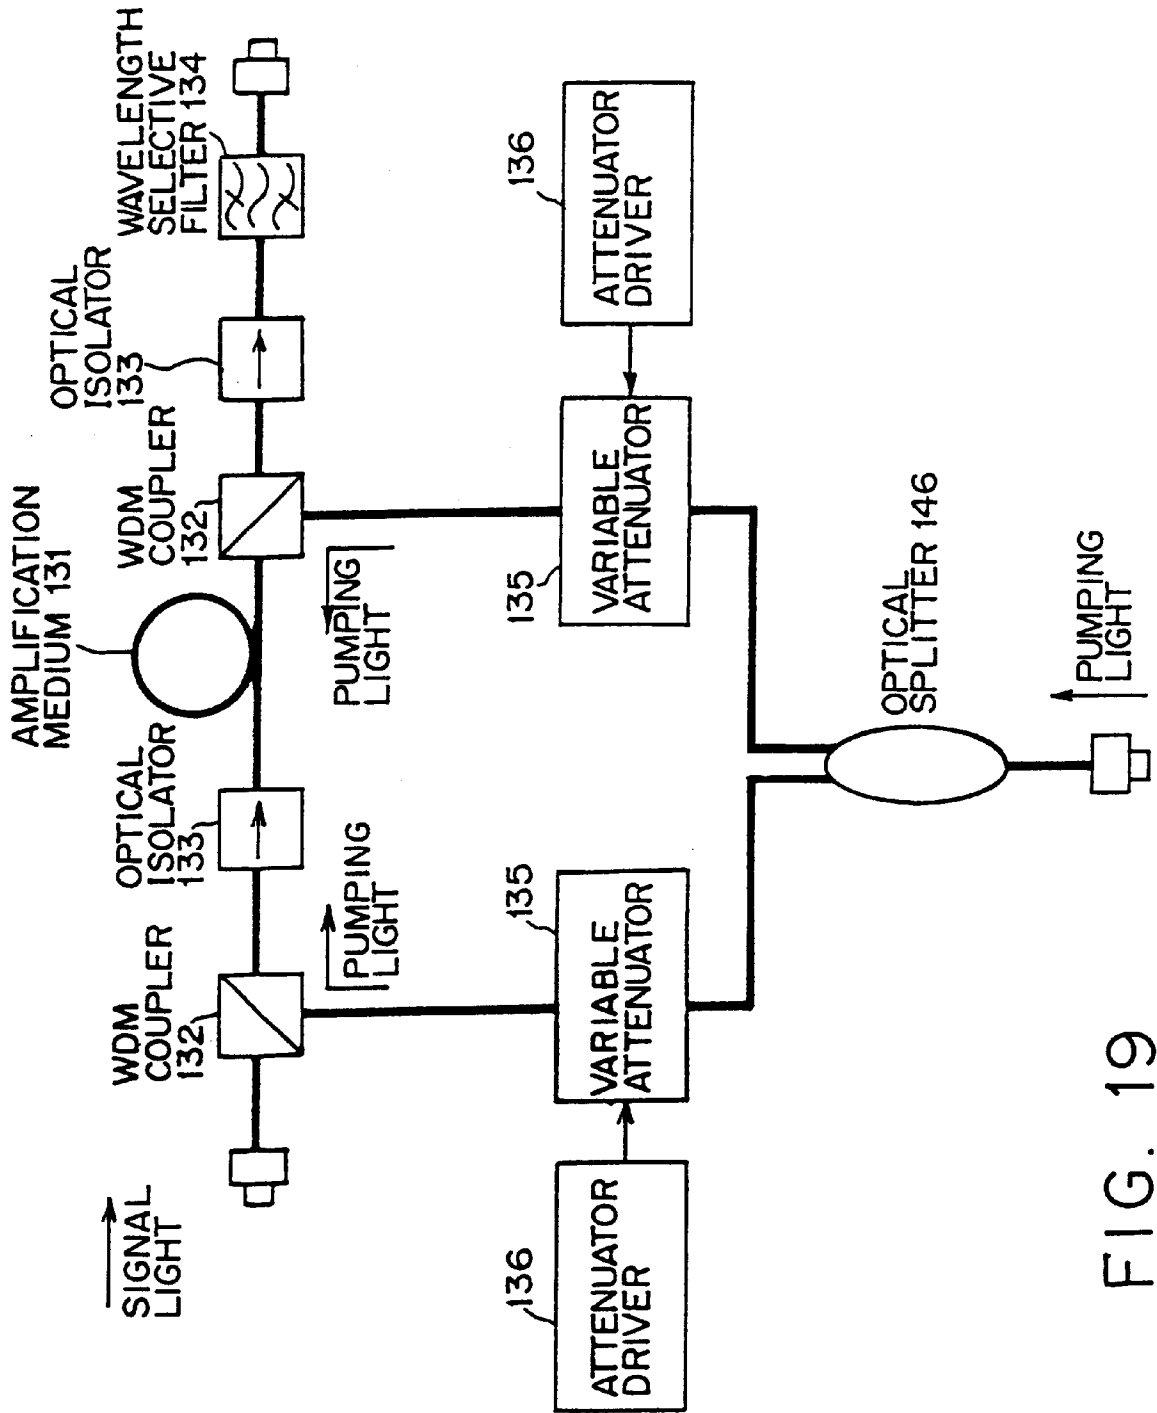 SIGNAL
LIGHT
WDM
COUPLER
132
OPTICAL
ISOLATOR
133
AMPLIFICATION
MEDIUM 131
WDM
COUPLER
132
OPTICAL
ISOLATOR
133
WAVELENGTH
SELECTIVE
FILTER 134
PUMPING
LIGHT
PUMPING
LIGHT
136
ATTENUATOR
DRIVER
135
VARIABLE
ATTENUATOR
135
VARIABLE
ATTENUATOR
136
ATTENUATOR
DRIVER
OPTICAL
SPLITTER 146
PUMPING
LIGHT
FIG. 19